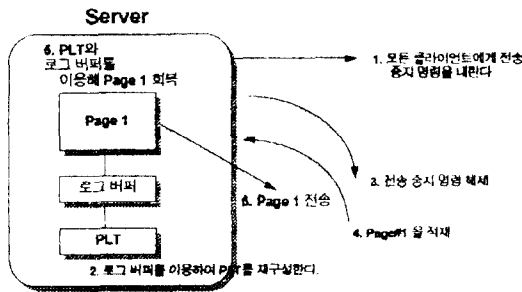 Server
5. PLT와
로그 버퍼를
이용해 Page 1 회복
Page 1
로그 버퍼
PLT
2. 로그 버퍼를 이용하여 PLT를 재구성한다.
1. 모든 클라이언트에게 전송
중지 명령을 내린다
3. 전송 중지 명령 해제
4. Page#1 을 적재
6. Page 1 전송